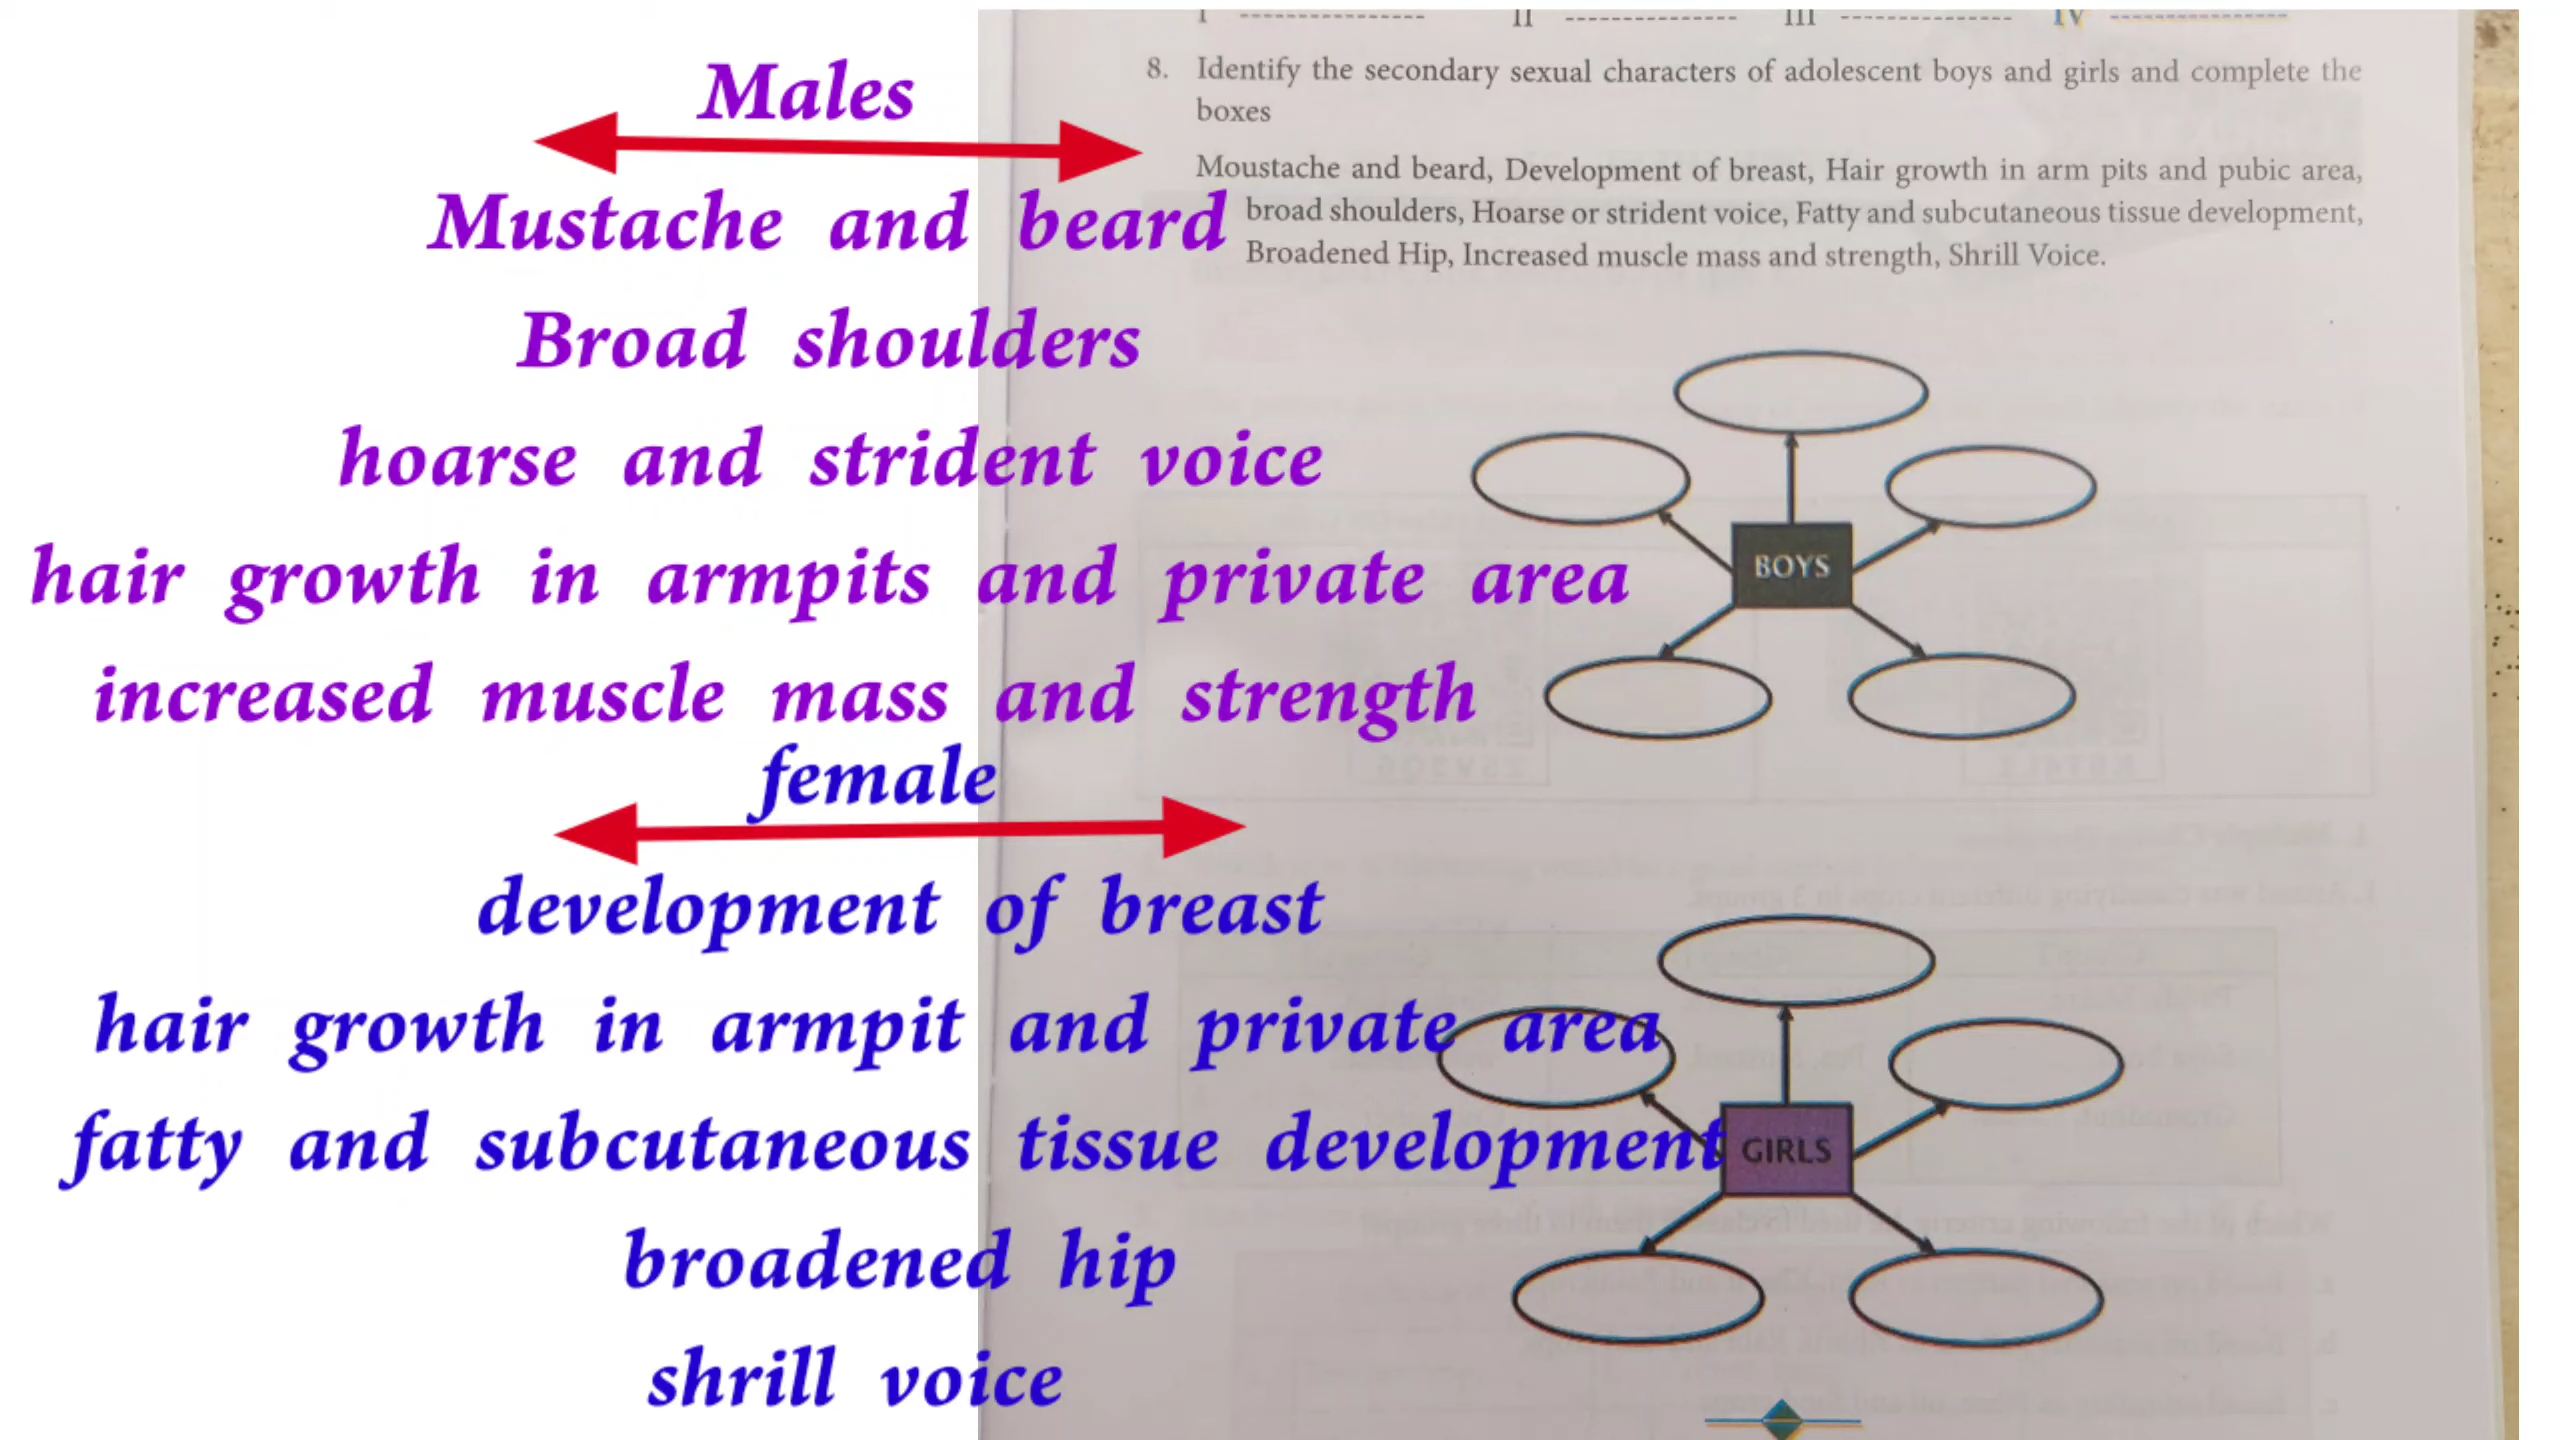 Males
Mustache and beard
Broad shoulders
hoarse and strident voice
hair growth in armpits and private area
increased muscle mass and strength
female
development of breast
hair growth in armpit and private area
fatty and subcutaneous tissue development
broadened hip
shrill voice
I -------------------- II ------------------- III ------------------- IV --------------------
8. Identify the secondary sexual characters of adolescent boys and girls and complete the
boxes
Moustache and beard, Development of breast, Hair growth in arm pits and pubic area,
broad shoulders, Hoarse or strident voice, Fatty and subcutaneous tissue development,
Broadened Hip, Increased muscle mass and strength, Shrill Voice.
BOYS
GIRLS